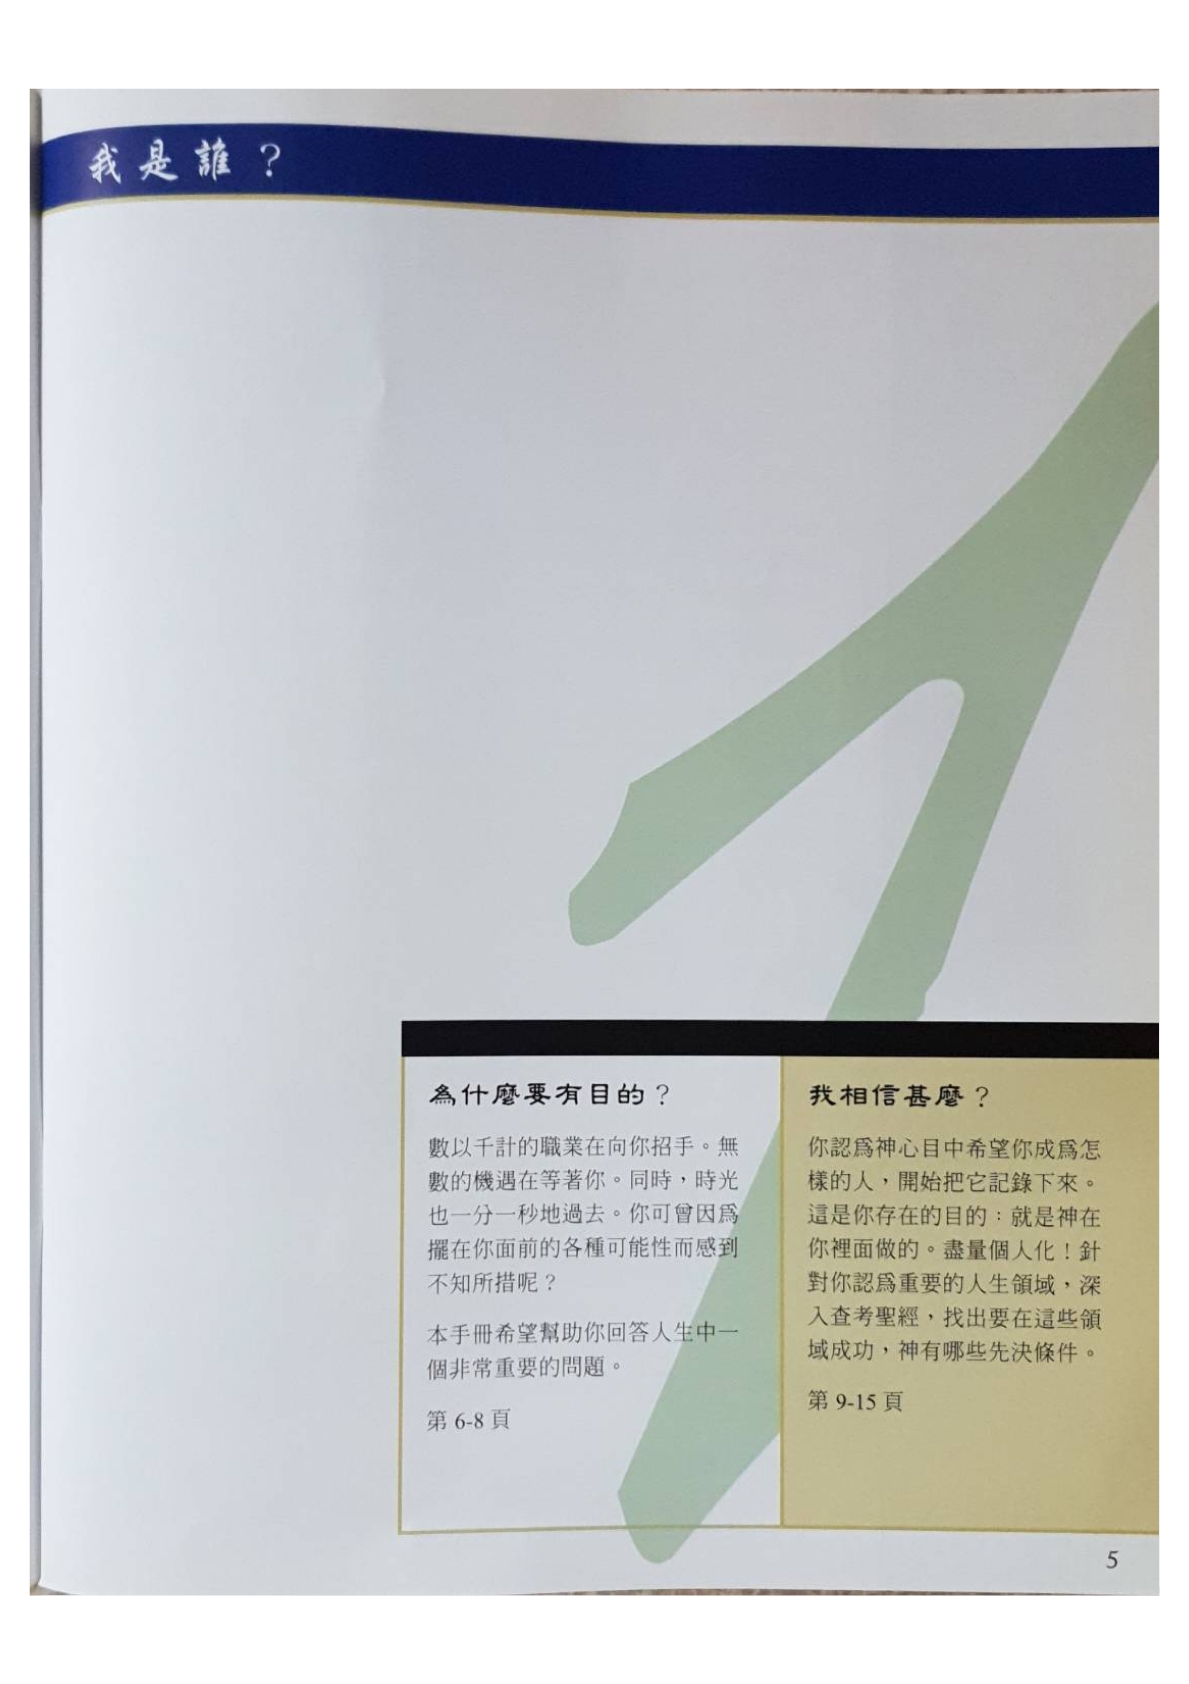 我是誰？
為什麼要有目的？
數以千計的職業在向你招手。無
數的機遇在等著你。同時，時光
也一分一秒地過去。你可曾因爲
擺在你面前的各種可能性而感到
不知所措呢？
本手冊希望幫助你回答人生中一
個非常重要的問題。
第 6-8 頁
我相信甚麼？
你認爲神心目中希望你成爲怎
樣的人，開始把它記錄下來。
這是你存在的目的：就是神在
你裡面做的。盡量個人化！針
對你認爲重要的人生領域，深
入查考聖經，找出要在這些領
域成功，神有哪些先決條件。
第 9-15 頁
5